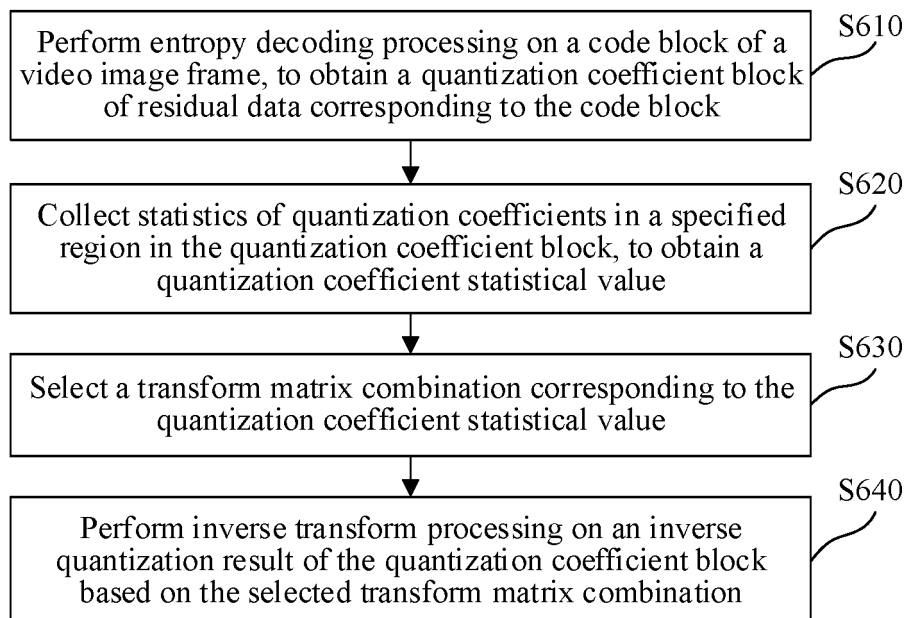 S610
Perform entropy decoding processing on a code block of a
video image frame, to obtain a quantization coefficient block
of residual data corresponding to the code block
S620
Collect statistics of quantization coefficients in a specified
region in the quantization coefficient block, to obtain a
quantization coefficient statistical value
S630
Select a transform matrix combination corresponding to the
quantization coefficient statistical value
S640
Perform inverse transform processing on an inverse
quantization result of the quantization coefficient block
based on the selected transform matrix combination